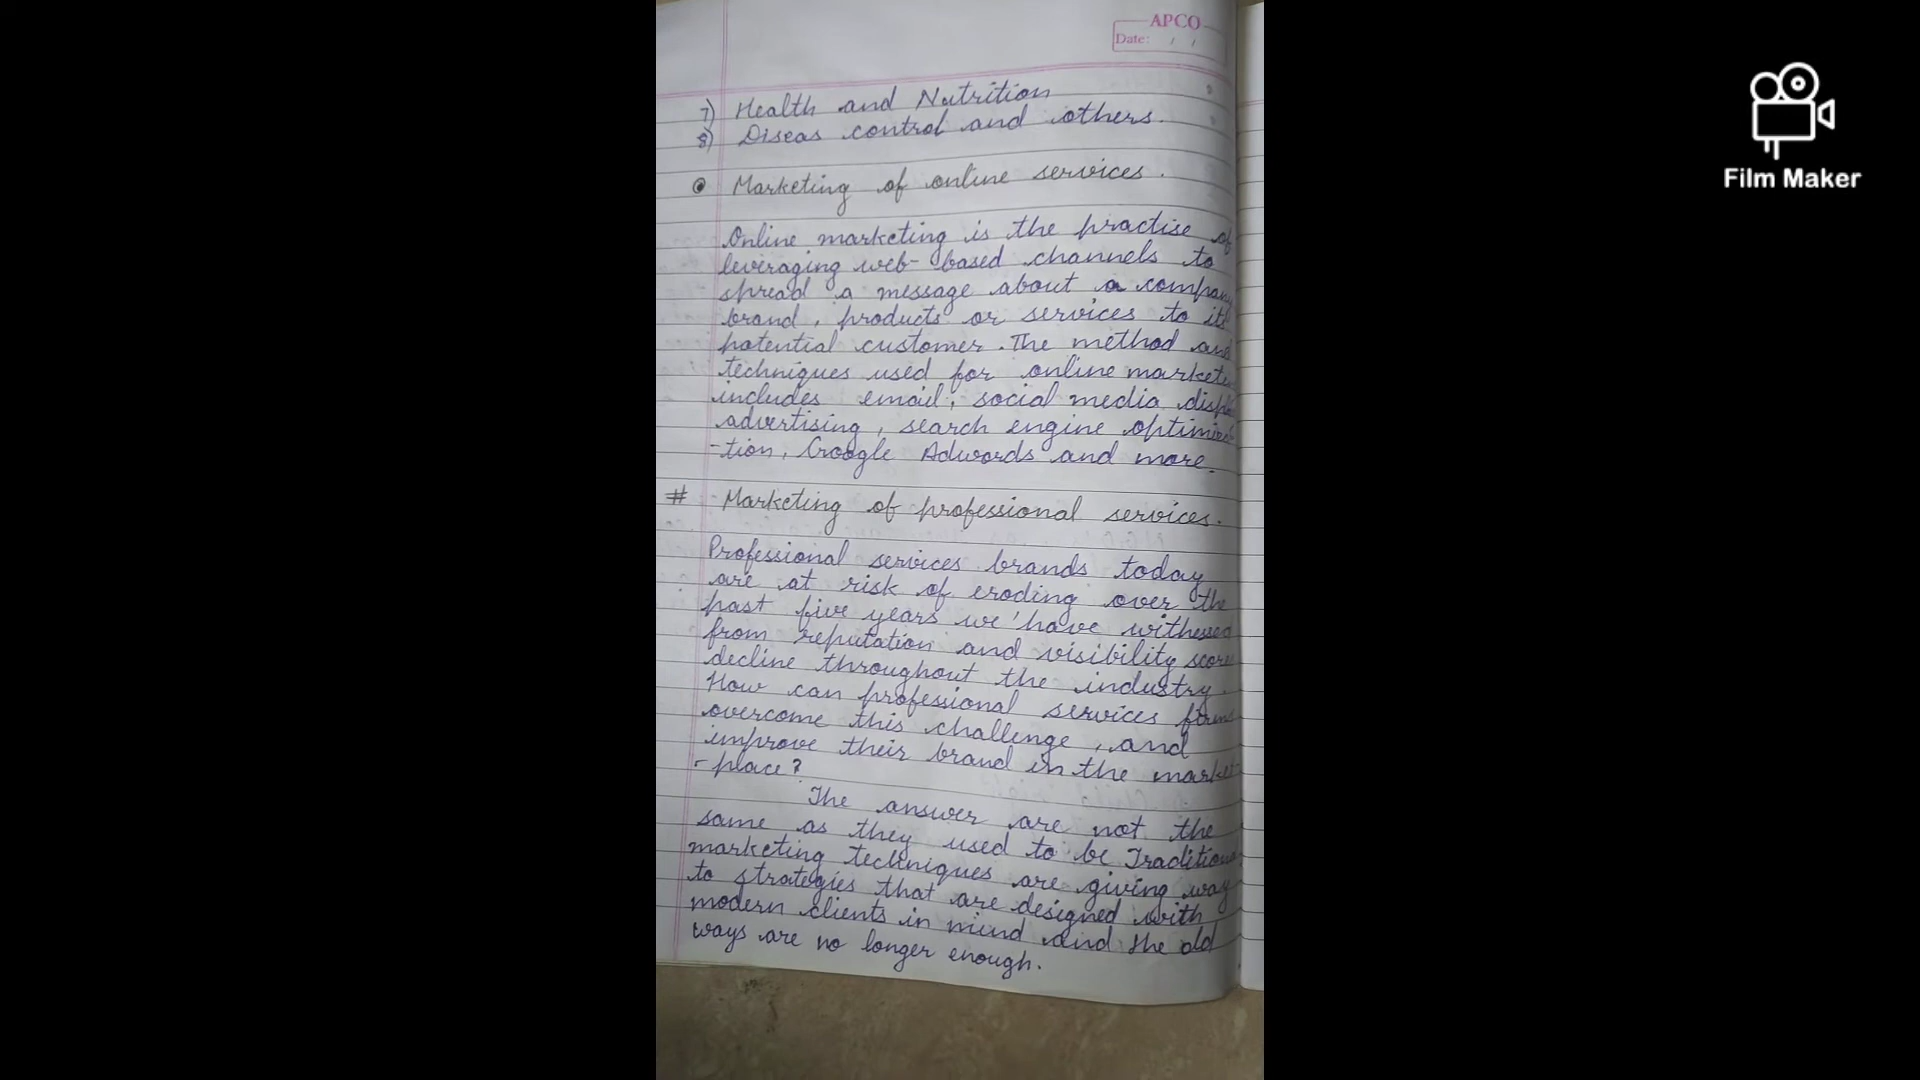 APCO
Date: / /
7) Health and Nutrition
8) Diseas control and others.
Marketing of online services.
Online marketing is the practise of
leveraging web-based channels to
spread a message about a company
brand, products or services to its
potential customer. The method and
techniques used for online
includes email, social media
advertising, search engine
-tion, Google Adwords and more.
# Marketing of professional services.
Professional services brands today
are at risk of eroding over the
past five years we'have withessed
from reputation and visibility
decline throughout the industry.
How can professional services firms
overcome this challenge, and
improve their brand in the market
-place?
The answer are not the
same as they used to be
marketing techniques are giving way
to strategies that are designed with
modern clients in mind and the old
ways are no longer enough.
Film Maker